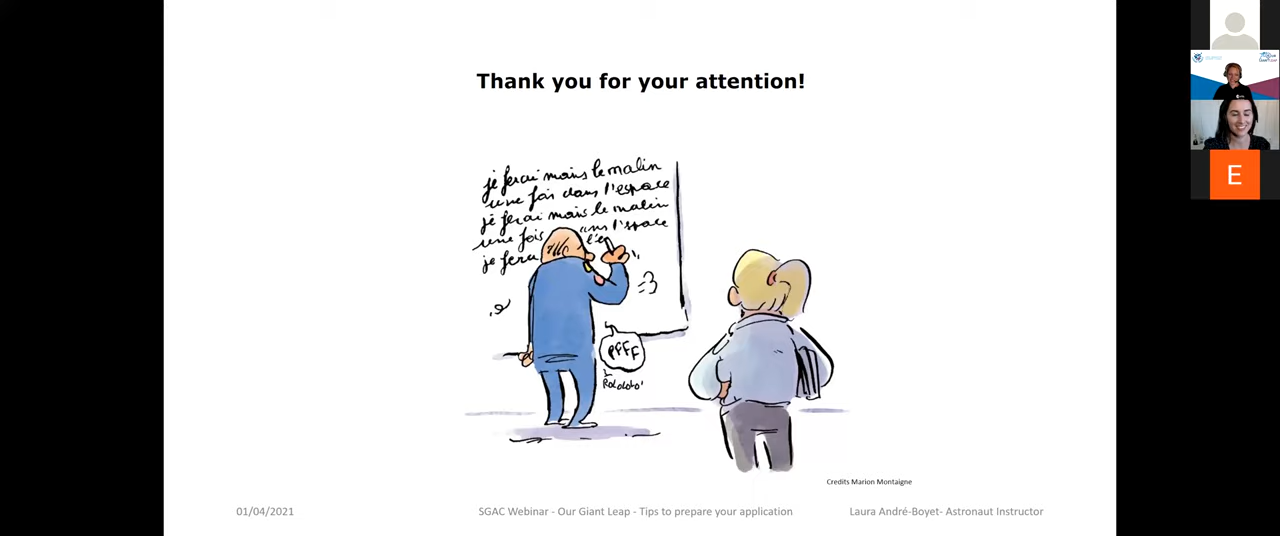 Thank you for your attention!
je ferai moins le malin
une fois dans l'espace
je ferai moins le malin
une fois ans l'espace
je ferai l'e
PFFF
Rololoho!
Credits Marion Montaigne
01/04/2021
SGAC Webinar - Our Giant Leap - Tips to prepare your application
Laura André-Boyet- Astronaut Instructor
E